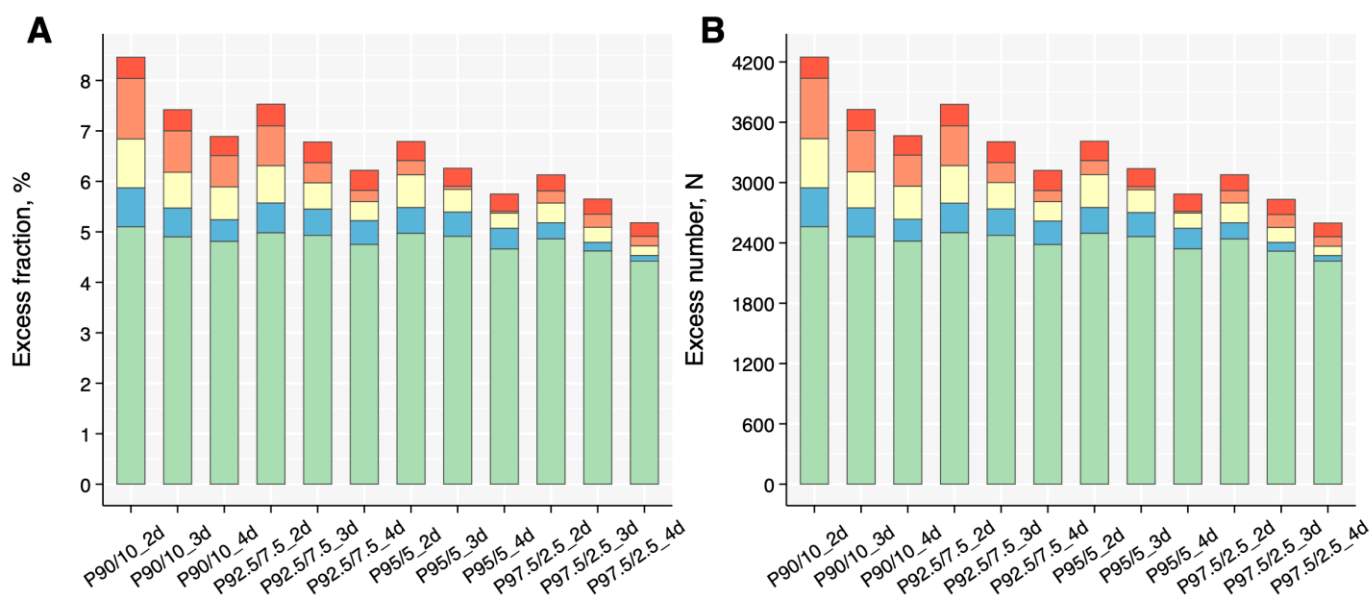 A
Excess fraction, %
8
7
6
5
4
3
2
1
0
P90/10_2d
P90/10_3d
P90/10_4d
P92.5/7.5_2d
P92.5/7.5_3d
P92.5/7.5_4d
P95/5_2d
P95/5_3d
P95/5_4d
P97.5/2.5_2d
P97.5/2.5_3d
P97.5/2.5_4d
B
Excess number, N
4200
3600
3000
2400
1800
1200
600
0
P90/10_2d
P90/10_3d
P90/10_4d
P92.5/7.5_2d
P92.5/7.5_3d
P92.5/7.5_4d
P95/5_2d
P95/5_3d
P95/5_4d
P97.5/2.5_2d
P97.5/2.5_3d
P97.5/2.5_4d